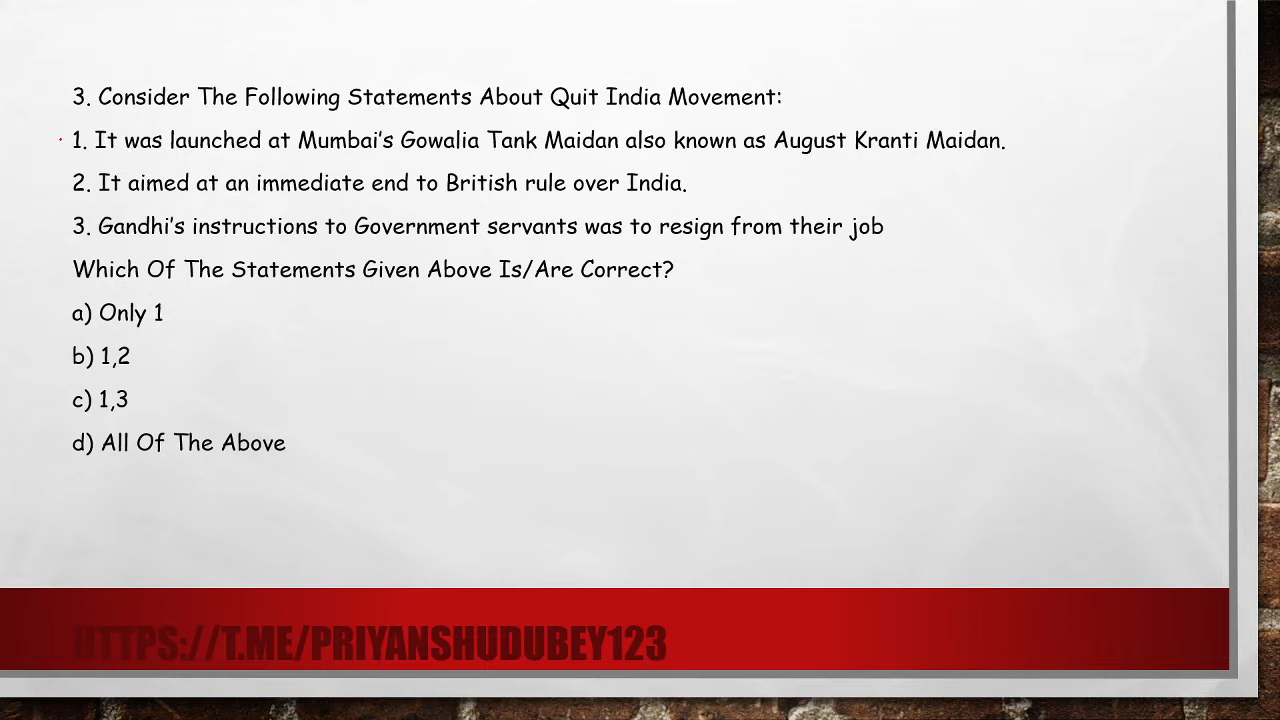 3. Consider The Following Statements About Quit India Movement:
· 1. It was launched at Mumbai’s Gowalia Tank Maidan also known as August Kranti Maidan.
2. It aimed at an immediate end to British rule over India.
3. Gandhi’s instructions to Government servants was to resign from their job
Which Of The Statements Given Above Is/Are Correct?
a) Only 1
b) 1,2
c) 1,3
d) All Of The Above
HTTPS://T.ME/PRIYANSHUDUBEY123